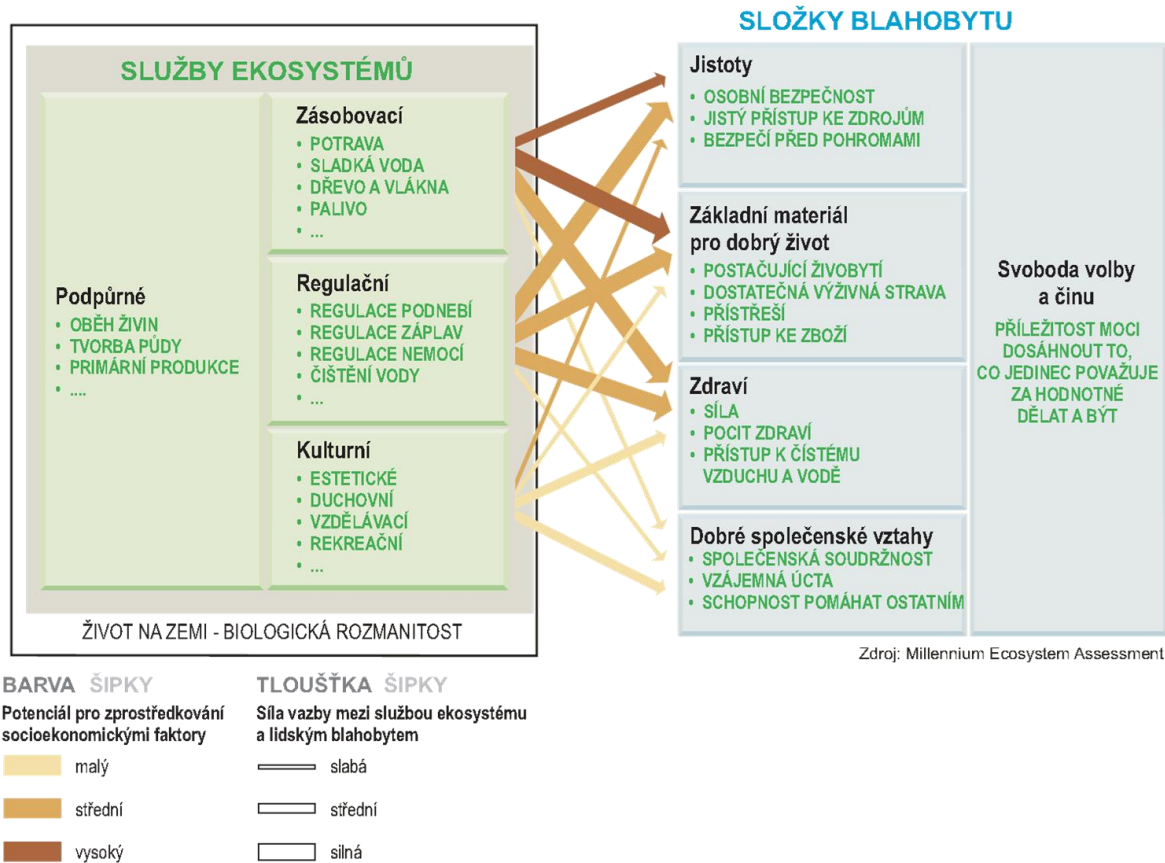 SLOŽKY BLAHOBYTU
SLUŽBY EKOSYSTÉMŮ
Podpůrné
• OBĚH ŽIVIN
• TVORBA PŮDY
• PRIMÁRNÍ PRODUKCE
• ....
Zásobovací
• POTRAVA
• SLADKÁ VODA
• DŘEVO A VLÁKNA
• PALIVO
• ...
Regulační
• REGULACE PODNEBÍ
• REGULACE ZÁPLAV
• REGULACE NEMOCÍ
• ČIŠTĚNÍ VODY
• ...
Kulturní
• ESTETICKÉ
• DUCHOVNÍ
• VZDĚLÁVACÍ
• REKREAČNÍ
• ...
ŽIVOT NA ZEMI - BIOLOGICKÁ ROZMANITOST
Jistoty
• OSOBNÍ BEZPEČNOST
• JISTÝ PŘÍSTUP KE ZDROJŮM
• BEZPEČÍ PŘED POHROMAMI
Základní materiál
pro dobrý život
• POSTAČUJÍCÍ ŽIVOBYTÍ
• DOSTATEČNÁ VÝŽIVNÁ STRAVA
• PŘÍSTŘEŠÍ
• PŘÍSTUP KE ZBOŽÍ
Zdraví
• SÍLA
• POCIT ZDRAVÍ
• PŘÍSTUP K ČÍSTÉMU
VZDUCHU A VODĚ
Dobré společenské vztahy
• SPOLEČENSKÁ SOUDRŽNOST
• VZÁJEMNÁ ÚCTA
• SCHOPNOST POMÁHAT OSTATNÍM
Svoboda volby
a činu
PŘÍLEŽITOST MOCI
DOSÁHNOUT TO,
CO JEDINEC POVAŽUJE
ZA HODNOTNÉ
DĚLAT A BÝT
Zdroj: Millennium Ecosystem Assessment
BARVA ŠIPKY
Potenciál pro zprostředkování
socioekonomickými faktory
malý
střední
vysoký
TLOUŠŤKA ŠIPKY
Síla vazby mezi službou ekosystému
a lidským blahobytem
slabá
střední
silná